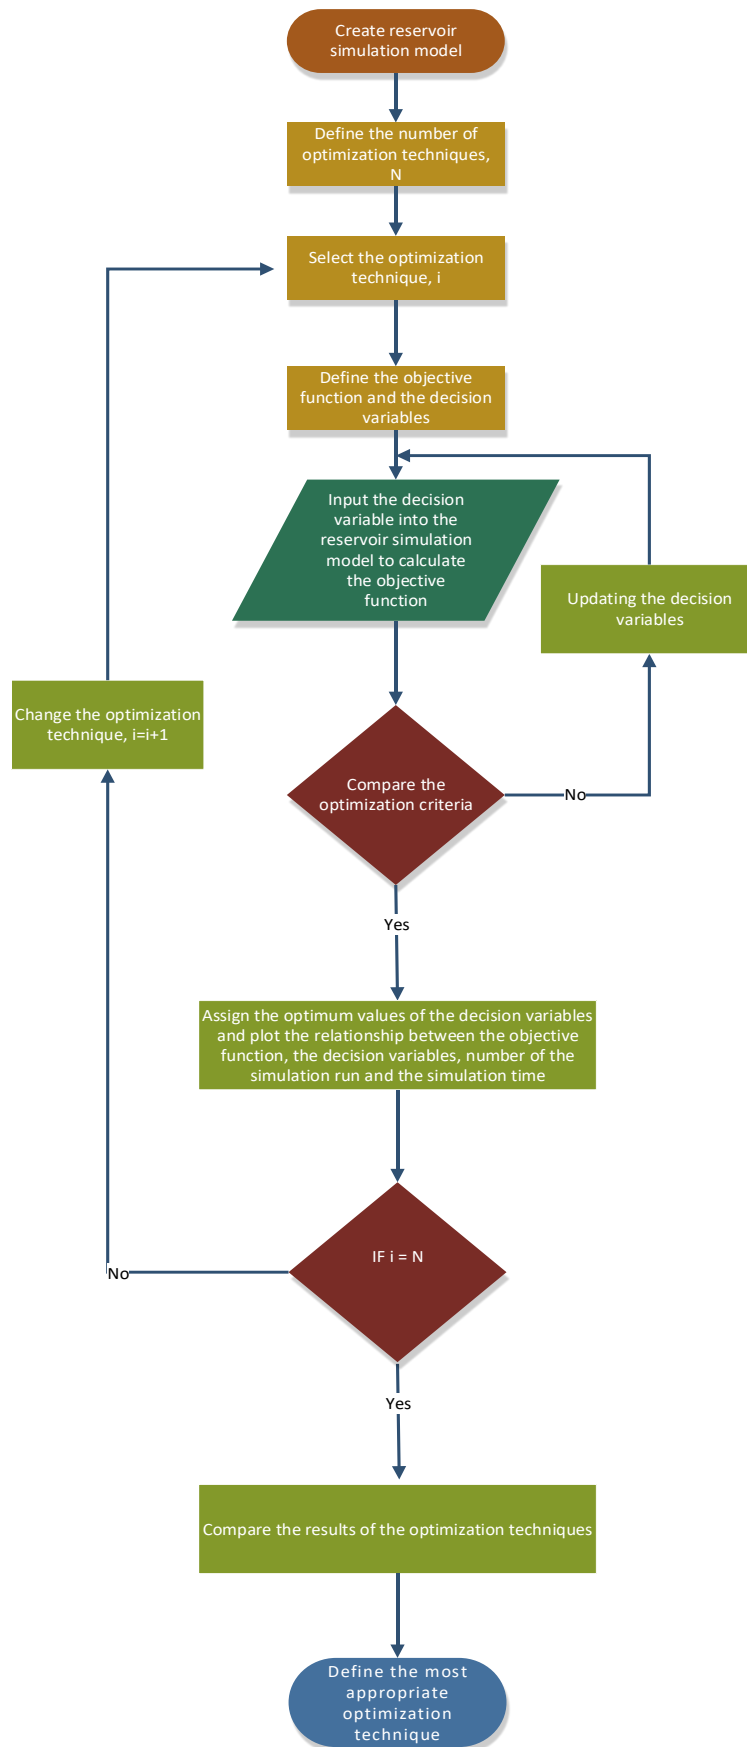 Create reservoir
simulation model
Define the number of
optimization techniques,
N
Select the optimization
technique, i
Define the objective
function and the decision
variables
Input the decision
variable into the
reservoir simulation
model to calculate
the objective
function
Updating the decision
variables
Change the optimization
technique, i=i+1
Compare the
optimization criteria
No
Yes
Assign the optimum values of the decision variables
and plot the relationship between the objective
function, the decision variables, number of the
simulation run and the simulation time
IF i = N
No
Yes
Compare the results of the optimization techniques
Define the most
appropriate
optimization
technique